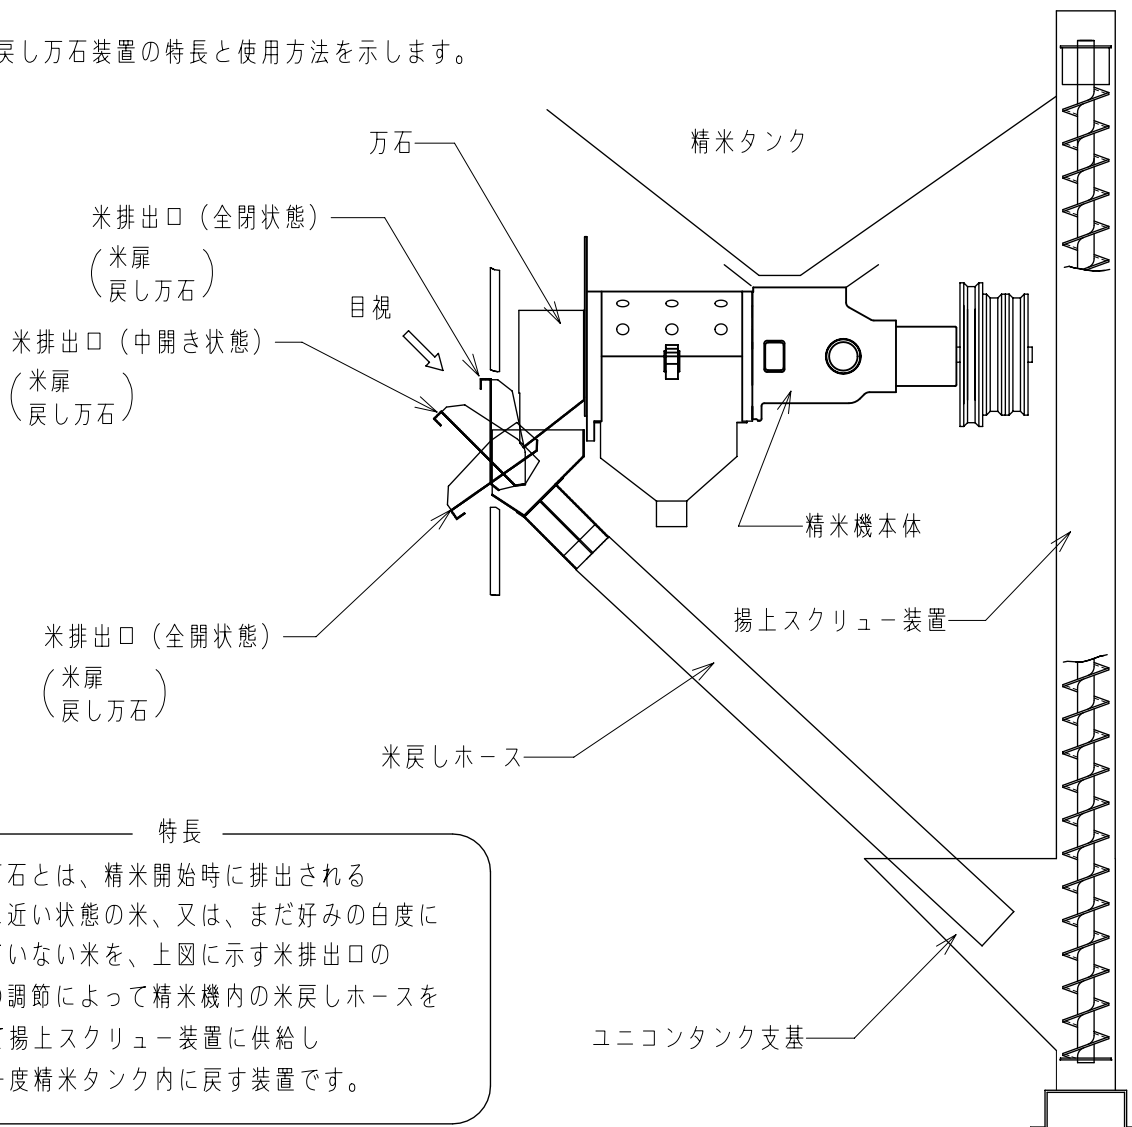 戻し万石装置の特長と使用方法を示します。
万石
精米タンク
米排出口（全閉状態）
（米扉
戻し万石）
目視
米排出口（中開き状態）
（米扉
戻し万石）
精米機本体
揚上スクリュー装置
米排出口（全開状態）
（米扉
戻し万石）
米戻しホース
特長
万石とは、精米開始時に排出される
近い状態の米、又は、まだ好みの白度に
いない米を、上図に示す米排出口の
調節によって精米機内の米戻しホースを
揚上スクリュー装置に供給し
度精米タンク内に戻す装置です。
ユニコンタンク支基